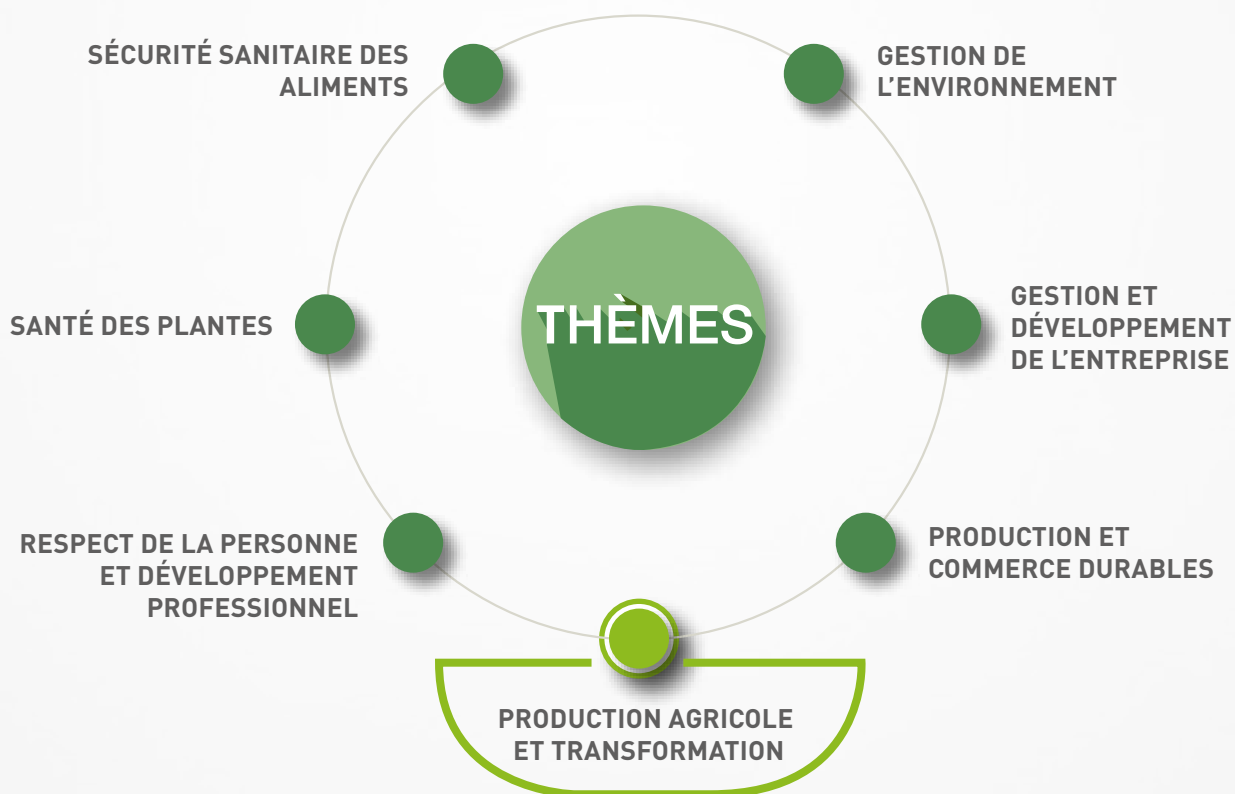 SÉCURITÉ SANITAIRE DES
ALIMENTS
GESTION DE
L’ENVIRONNEMENT
SANTÉ DES PLANTES
THÈMES
GESTION ET
DÉVELOPPEMENT
DE L’ENTREPRISE
RESPECT DE LA PERSONNE
ET DÉVELOPPEMENT
PROFESSIONNEL
PRODUCTION ET
COMMERCE DURABLES
PRODUCTION AGRICOLE
ET TRANSFORMATION